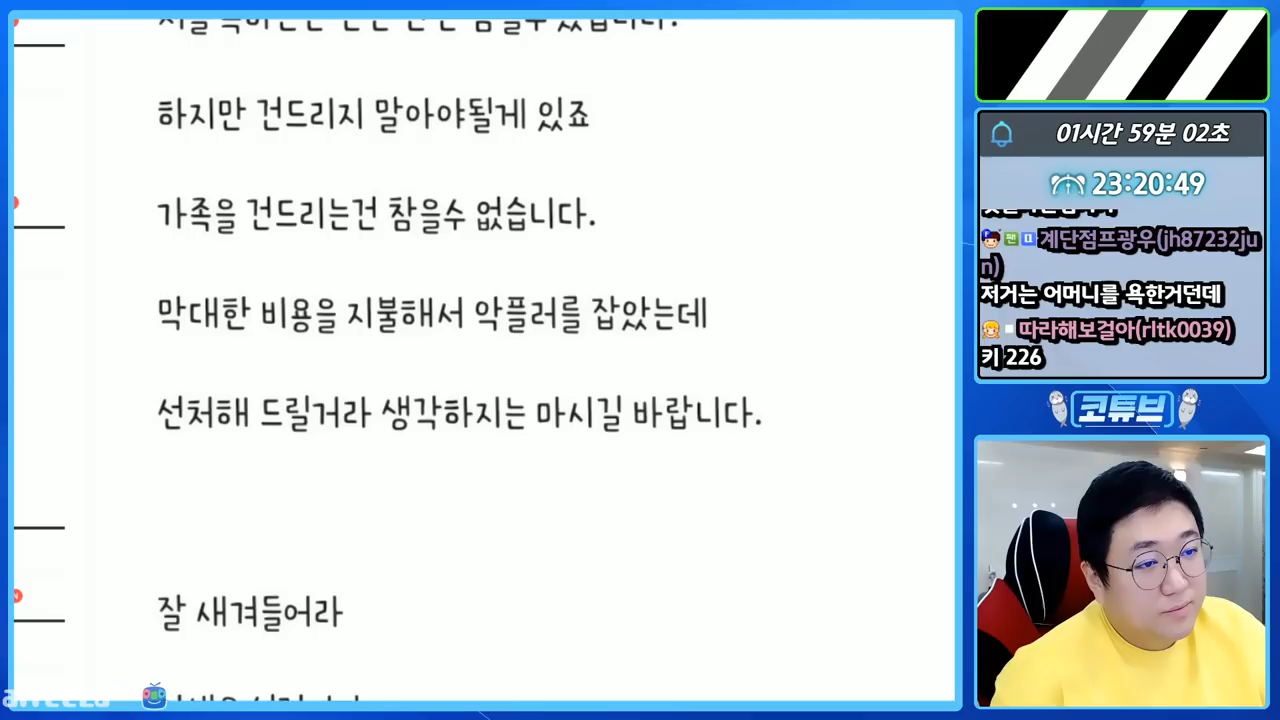 하지만 건드리지 말아야될게 있죠
가족을 건드리는건 참을수 없습니다.
막대한 비용을 지불해서 악플러를 잡았는데
선처해 드릴거라 생각하지는 마시길 바랍니다.
잘 새겨들어라
01시간 59분 02초
23:20:49
계단점프광우(jh87232ju
n)
저거는 어머니를 욕한거던데
따라해보걸아(rltk0039)
키 226
코튜브